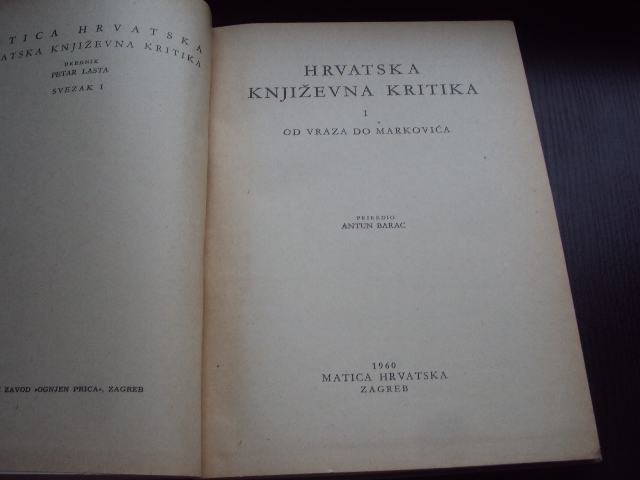 TICA HRVATSKA
ATSKA KNJIŽEVNA KRITIKA
UREDNIK
PETAR LASTA
SVEZAK I
ZAVOD »OGNJEN PRICA«, ZAGREB
HRVATSKA
KNJIŽEVNA KRITIKA
I
OD VRAZA DO MARKOVIĆA
PRIREDIO
ANTUN BARAC
1960
MATICA HRVATSKA
ZAGREB